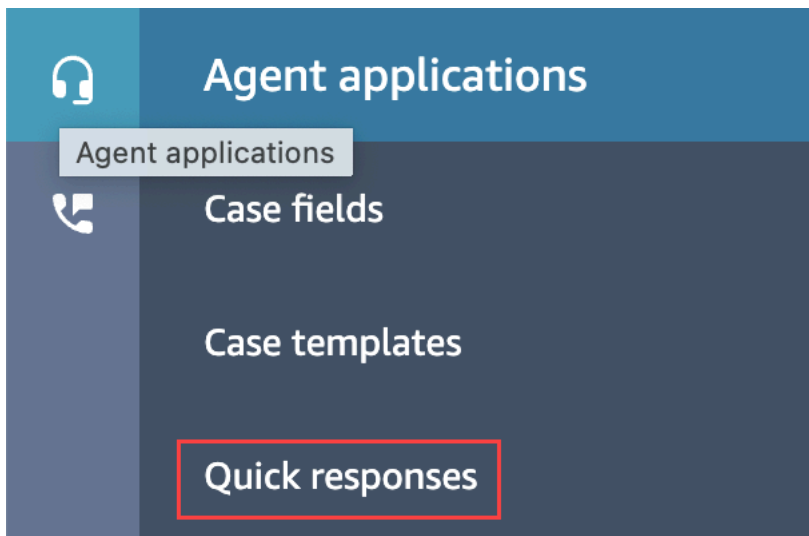 Agent applications
Agent applications
Case fields
Case templates
Quick responses